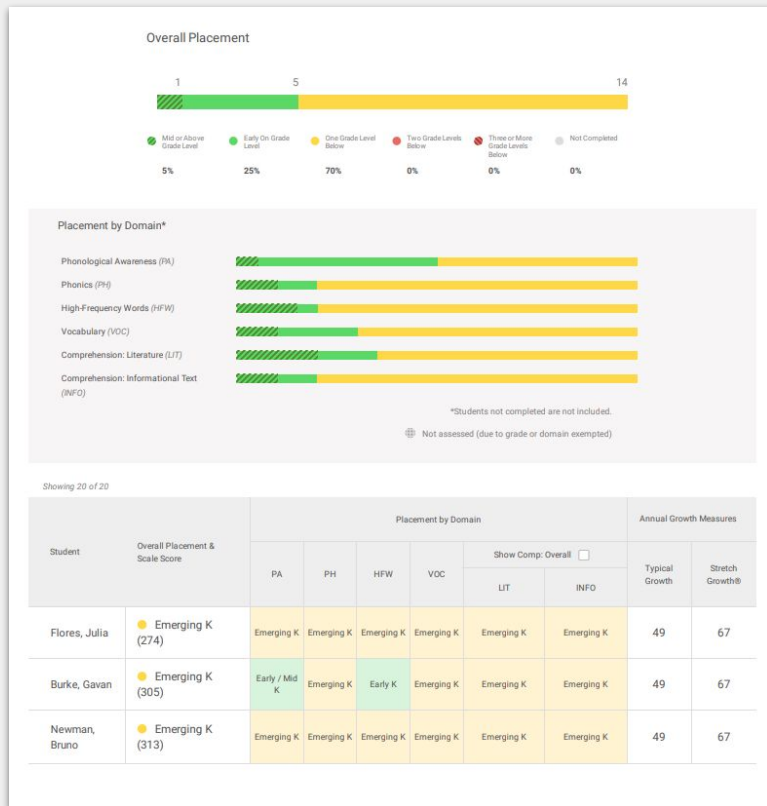 Overall Placement
1 5 14
Mid or Above Grade Level
Early On Grade Level
One Grade Level Below
Two Grade Levels Below
Three or More Grade Levels Below
Not Completed
5% 25% 70% 0% 0% 0%
Placement by Domain*
Phonological Awareness (PA)
Phonics (PH)
High-Frequency Words (HFW)
Vocabulary (VOC)
Comprehension: Literature (LIT)
Comprehension: Informational Text
(INFO)
*Students not completed are not included.
Not assessed (due to grade or domain exempted)
Showing 20 of 20
Student
Overall Placement &
Scale Score
Placement by Domain
Annual Growth Measures
PA PH HFW VOC
Show Comp: Overall
LIT INFO
Typical
Growth
Stretch
Growth®
Flores, Julia Emerging K (274) Emerging K Emerging K Emerging K Emerging K Emerging K Emerging K 49 67
Burke, Gavan Emerging K (305) Early / Mid K Emerging K Early K Emerging K Emerging K Emerging K 49 67
Newman, Bruno Emerging K (313) Emerging K Emerging K Emerging K Emerging K Emerging K Emerging K 49 67